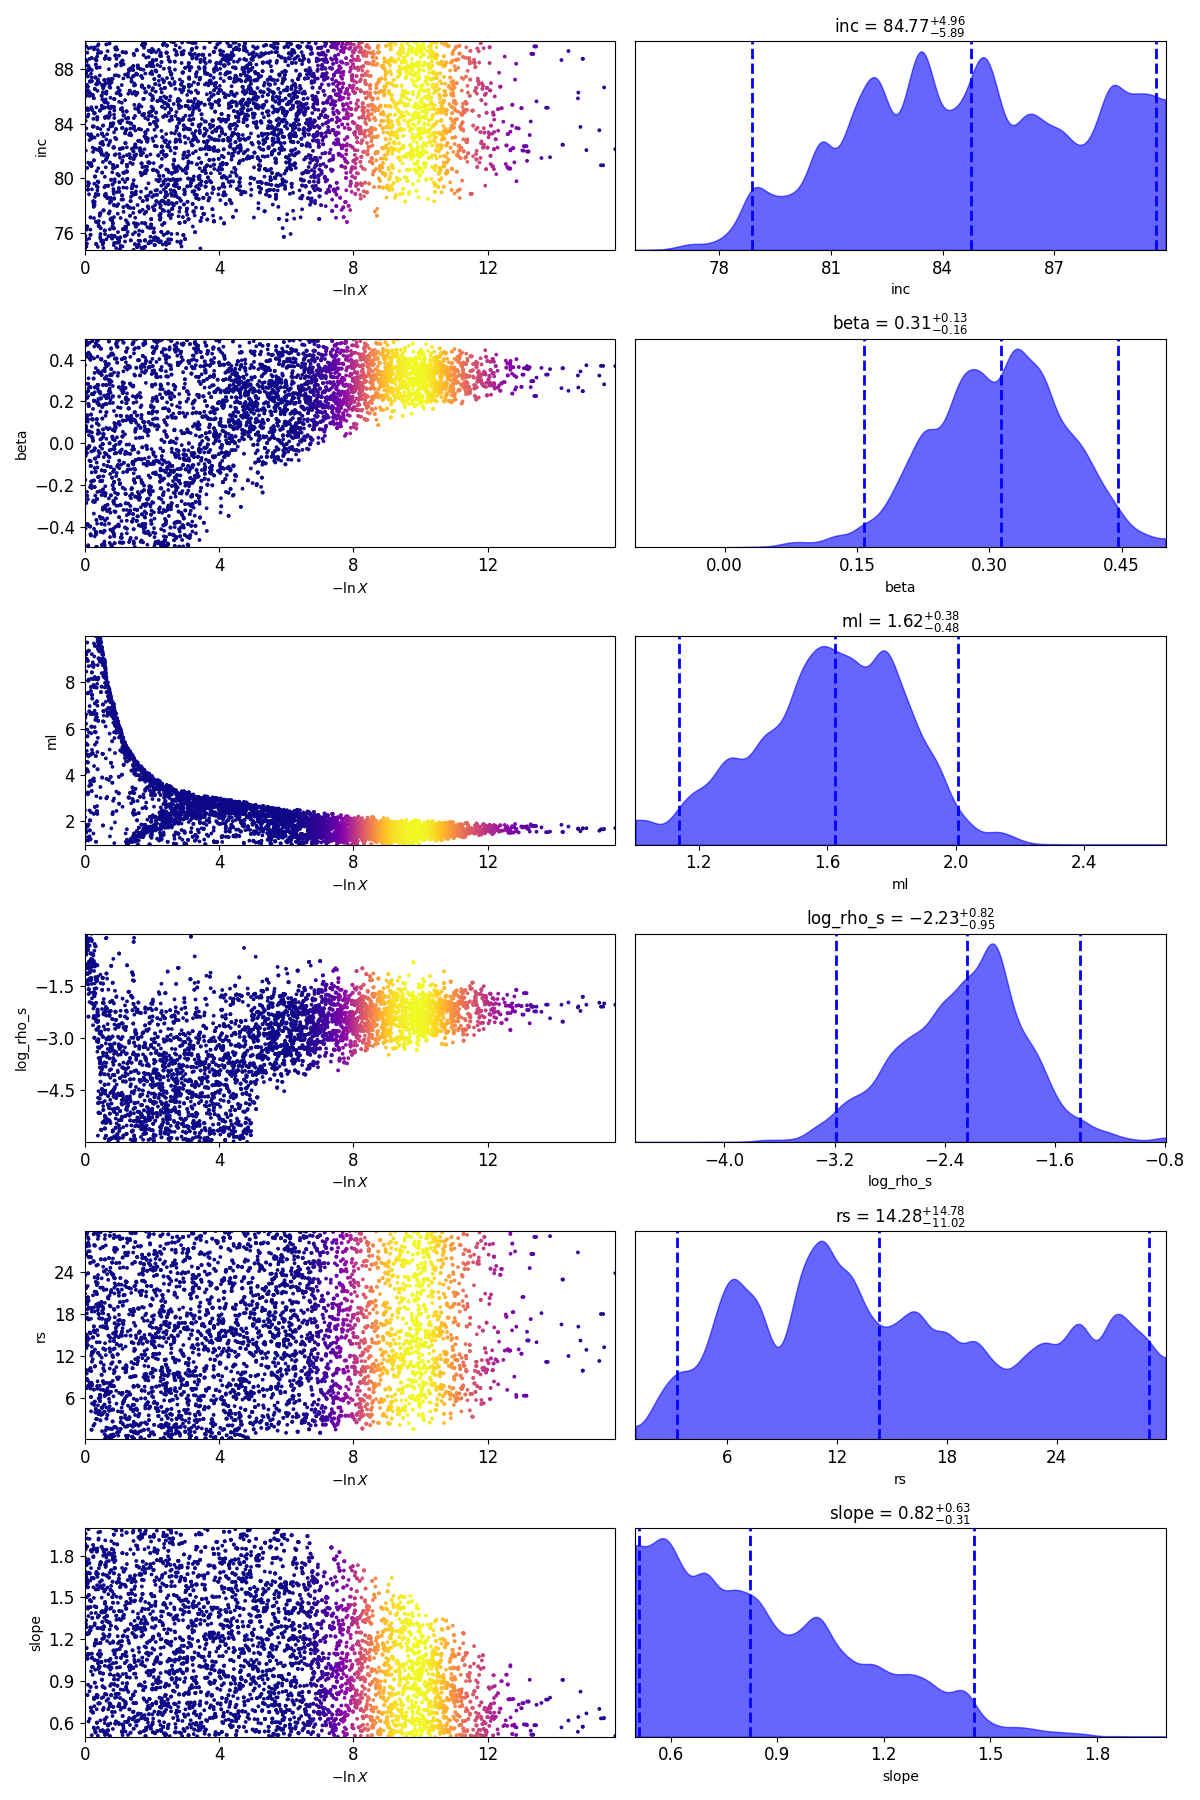 inc = 84.77+4.96−5.89
88
84
80
76
inc
0 4 8 12
−ln X
78 81 84 87
inc
beta = 0.31+0.13−0.16
0.4
0.2
0.0
−0.2
−0.4
beta
0 4 8 12
−ln X
0.00 0.15 0.30 0.45
beta
ml = 1.62+0.38−0.48
8
6
4
2
ml
0 4 8 12
−ln X
1.2 1.6 2.0 2.4
ml
log_rho_s = −2.23+0.82−0.95
−1.5
−3.0
−4.5
log_rho_s
0 4 8 12
−ln X
−4.0 −3.2 −2.4 −1.6 −0.8
log_rho_s
rs = 14.28+14.78−11.02
24
18
12
6
rs
0 4 8 12
−ln X
6 12 18 24
rs
slope = 0.82+0.63−0.31
1.8
1.5
1.2
0.9
0.6
slope
0 4 8 12
−ln X
0.6 0.9 1.2 1.5 1.8
slope